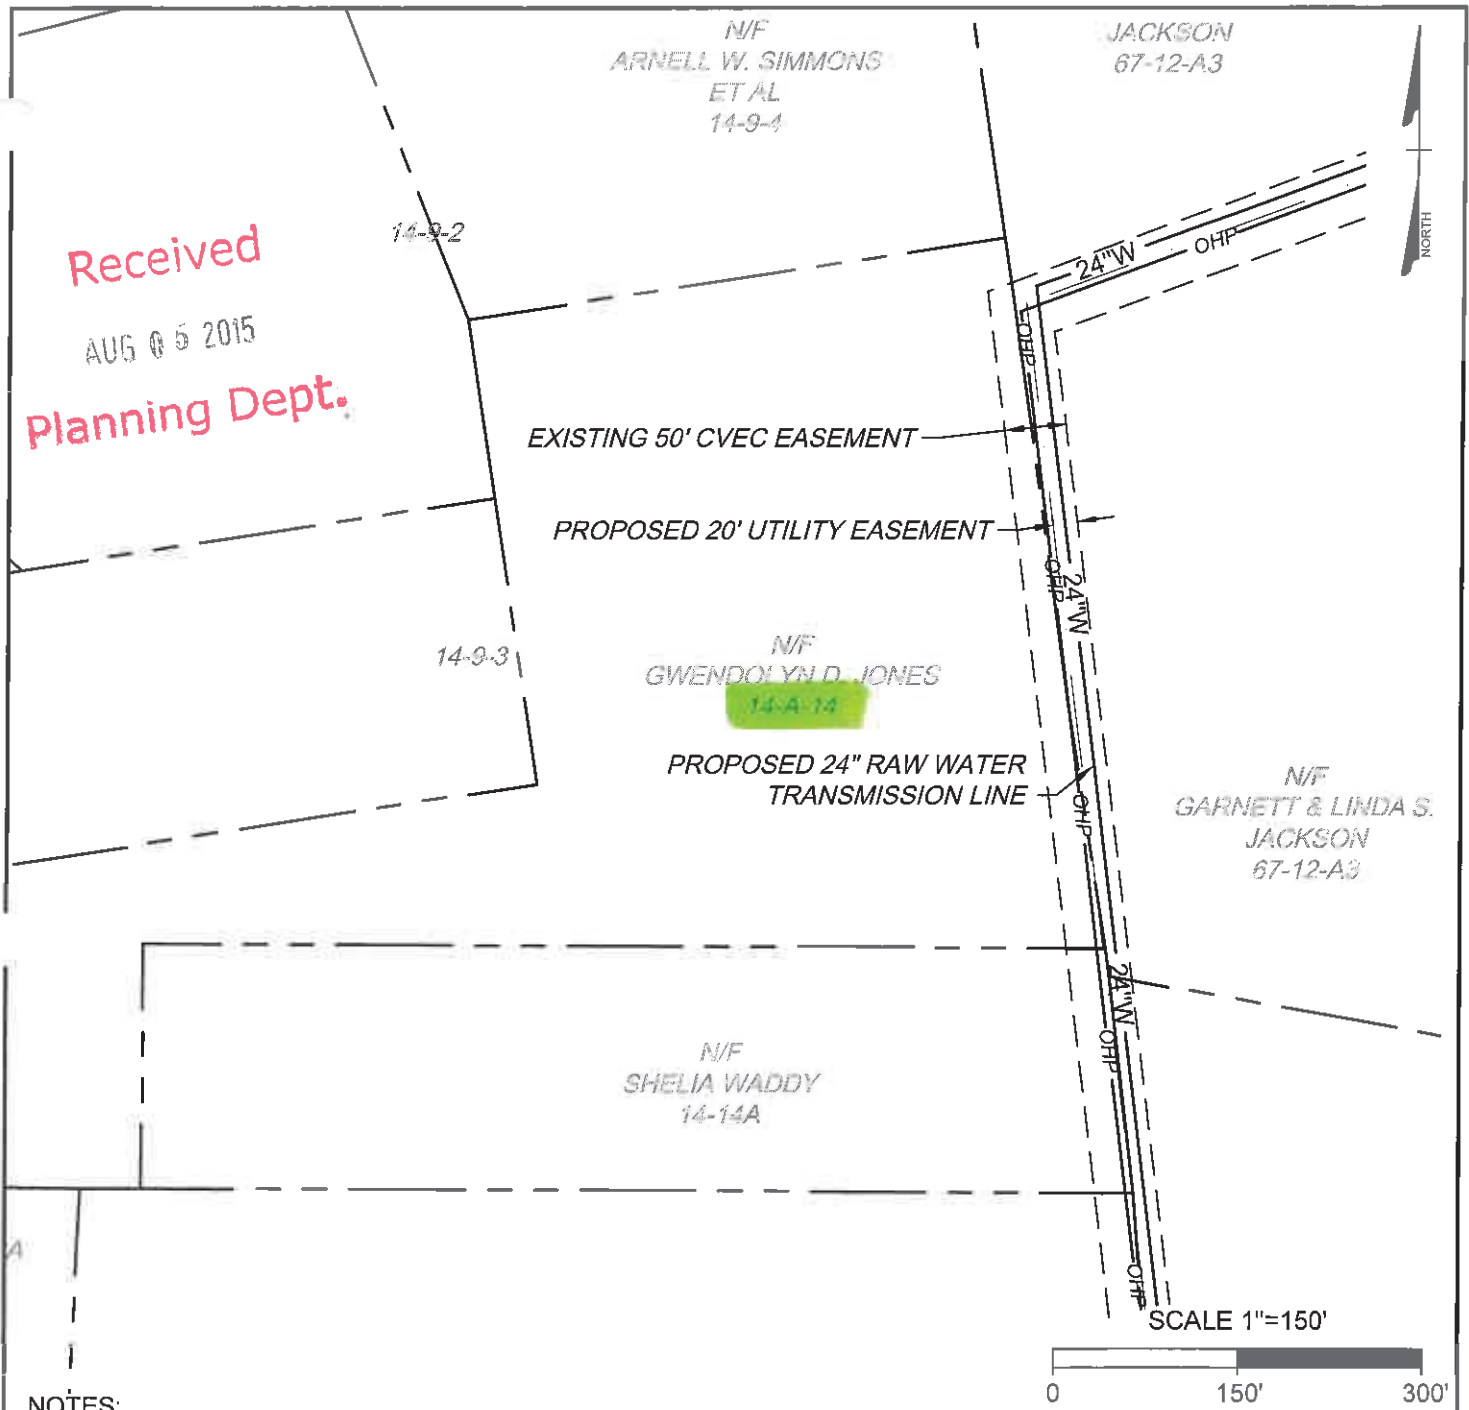 N/F
ARNELL W. SIMMONS
ET AL
14-9-4
JACKSON
67-12-A3
NORTH
14-9-2
Received
AUG 06 2015
Planning Dept.
24"W
OHP
OHP
EXISTING 50' CVEC EASEMENT
PROPOSED 20' UTILITY EASEMENT
OHP
24"W
14-9-3
N/F
GWENDOLYN D. JONES
14-A-14
PROPOSED 24" RAW WATER
TRANSMISSION LINE
OHP
N/F
GARNETT & LINDA S.
JACKSON
67-12-A3
24"W
OHP
N/F
SHELIA WADDY
14-14A
A
OHP
SCALE 1"=150'
0 150' 300'
NOTES: